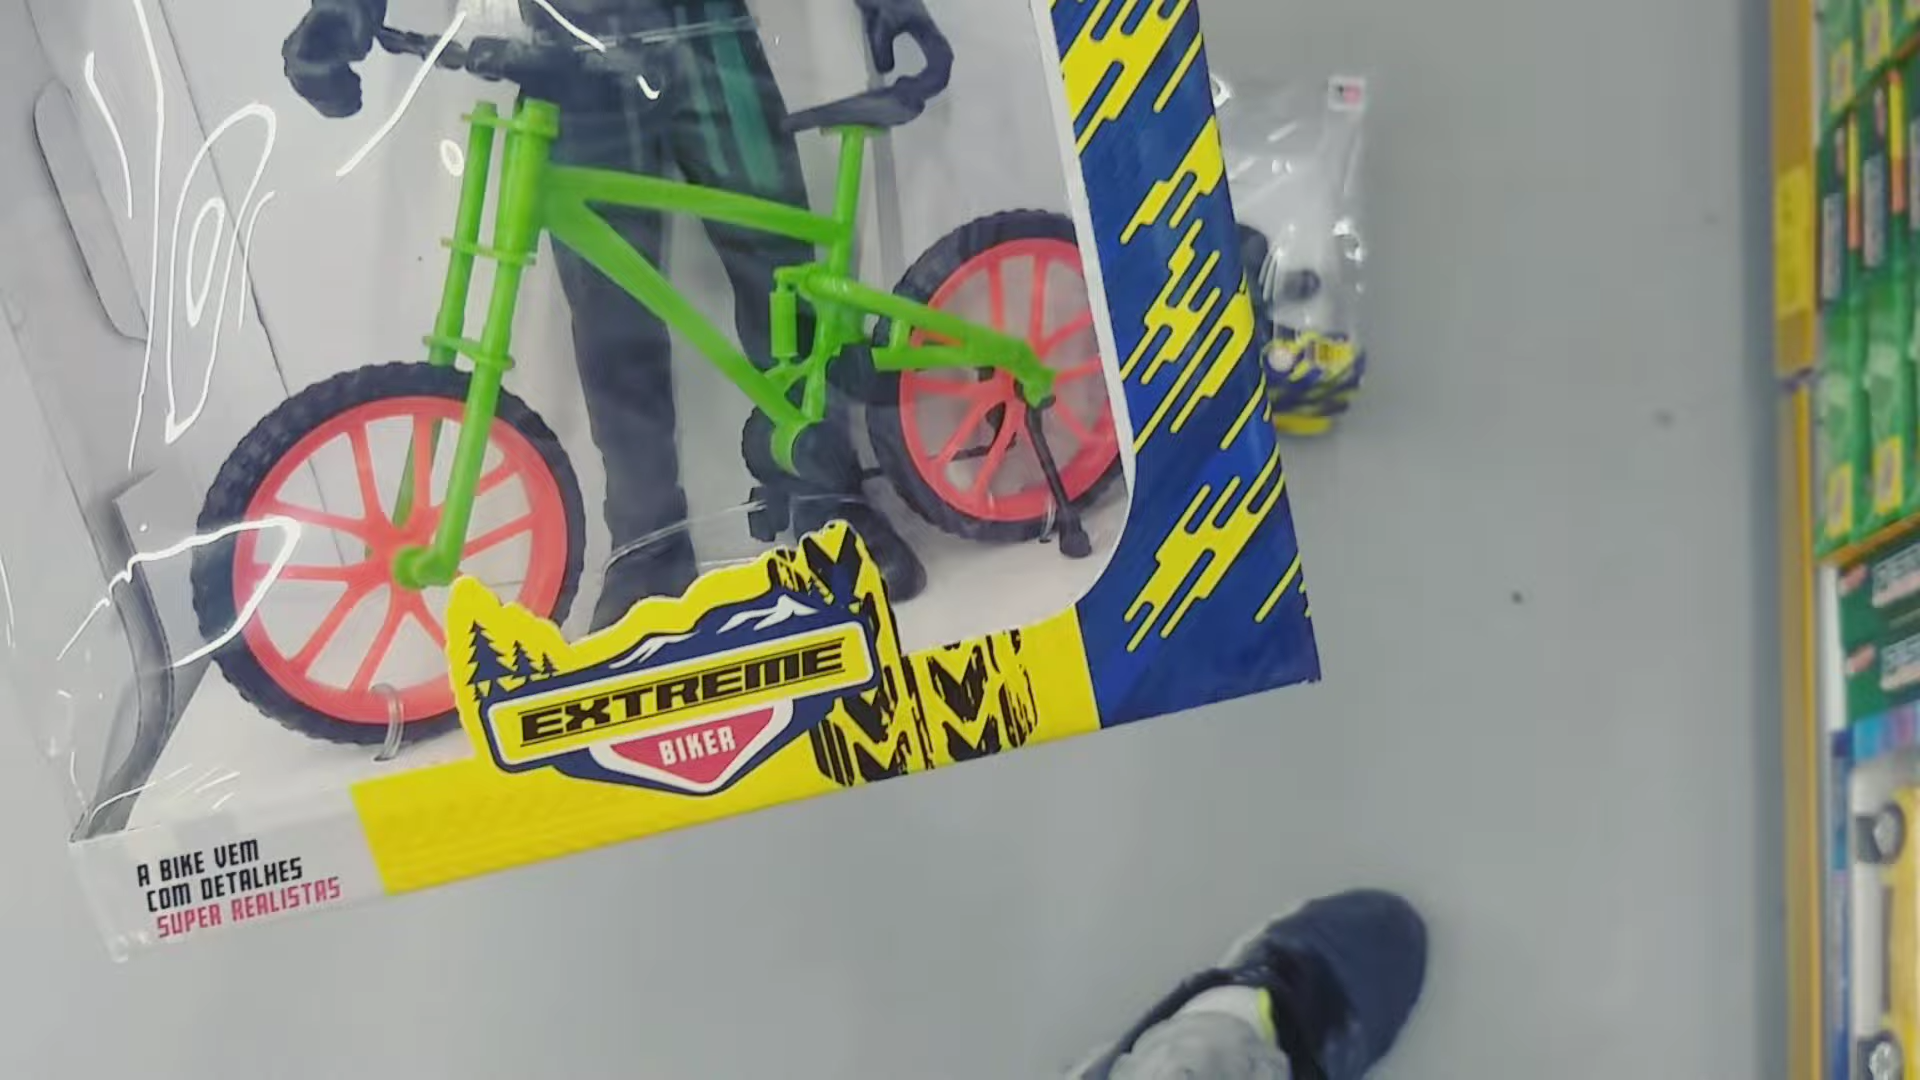 EXTREME
BIKER
A BIKE VEM
COM DETALHES
SUPER REALISTAS